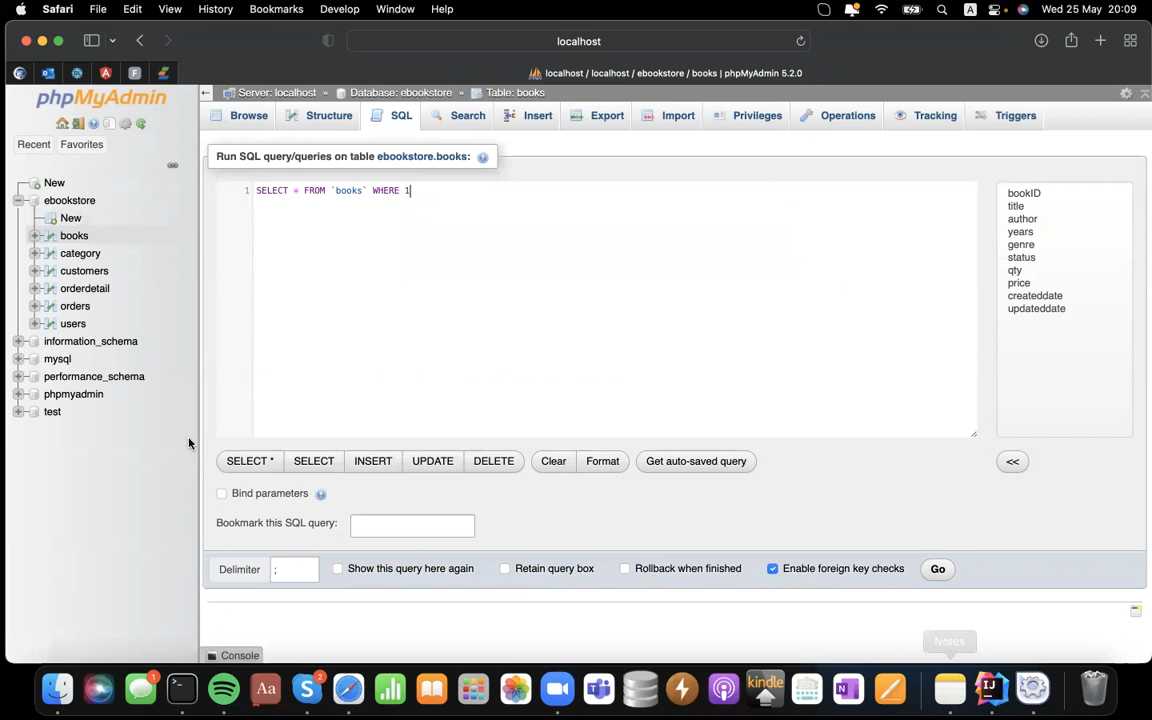 Safari File Edit View History Bookmarks Develop Window Help A Wed 25 May 20:09
localhost
localhost / localhost / ebookstore / books | phpMyAdmin 5.2.0
phpMyAdmin
Server: localhost » Database: ebookstore » Table: books
Browse Structure SQL Search Insert Export Import Privileges Operations Tracking Triggers
Recent Favorites
Run SQL query/queries on table ebookstore.books:
New
ebookstore
New
books
category
customers
orderdetail
orders
users
information_schema
mysql
performance_schema
phpmyadmin
test
1 SELECT * FROM `books` WHERE 1
bookID
title
author
years
genre
status
qty
price
createddate
updateddate
SELECT * SELECT INSERT UPDATE DELETE Clear Format Get auto-saved query <<
Bind parameters
Bookmark this SQL query:
Delimiter ; Show this query here again Retain query box Rollback when finished Enable foreign key checks Go
Console
Notes
1
Aa
2
kindle
IJ